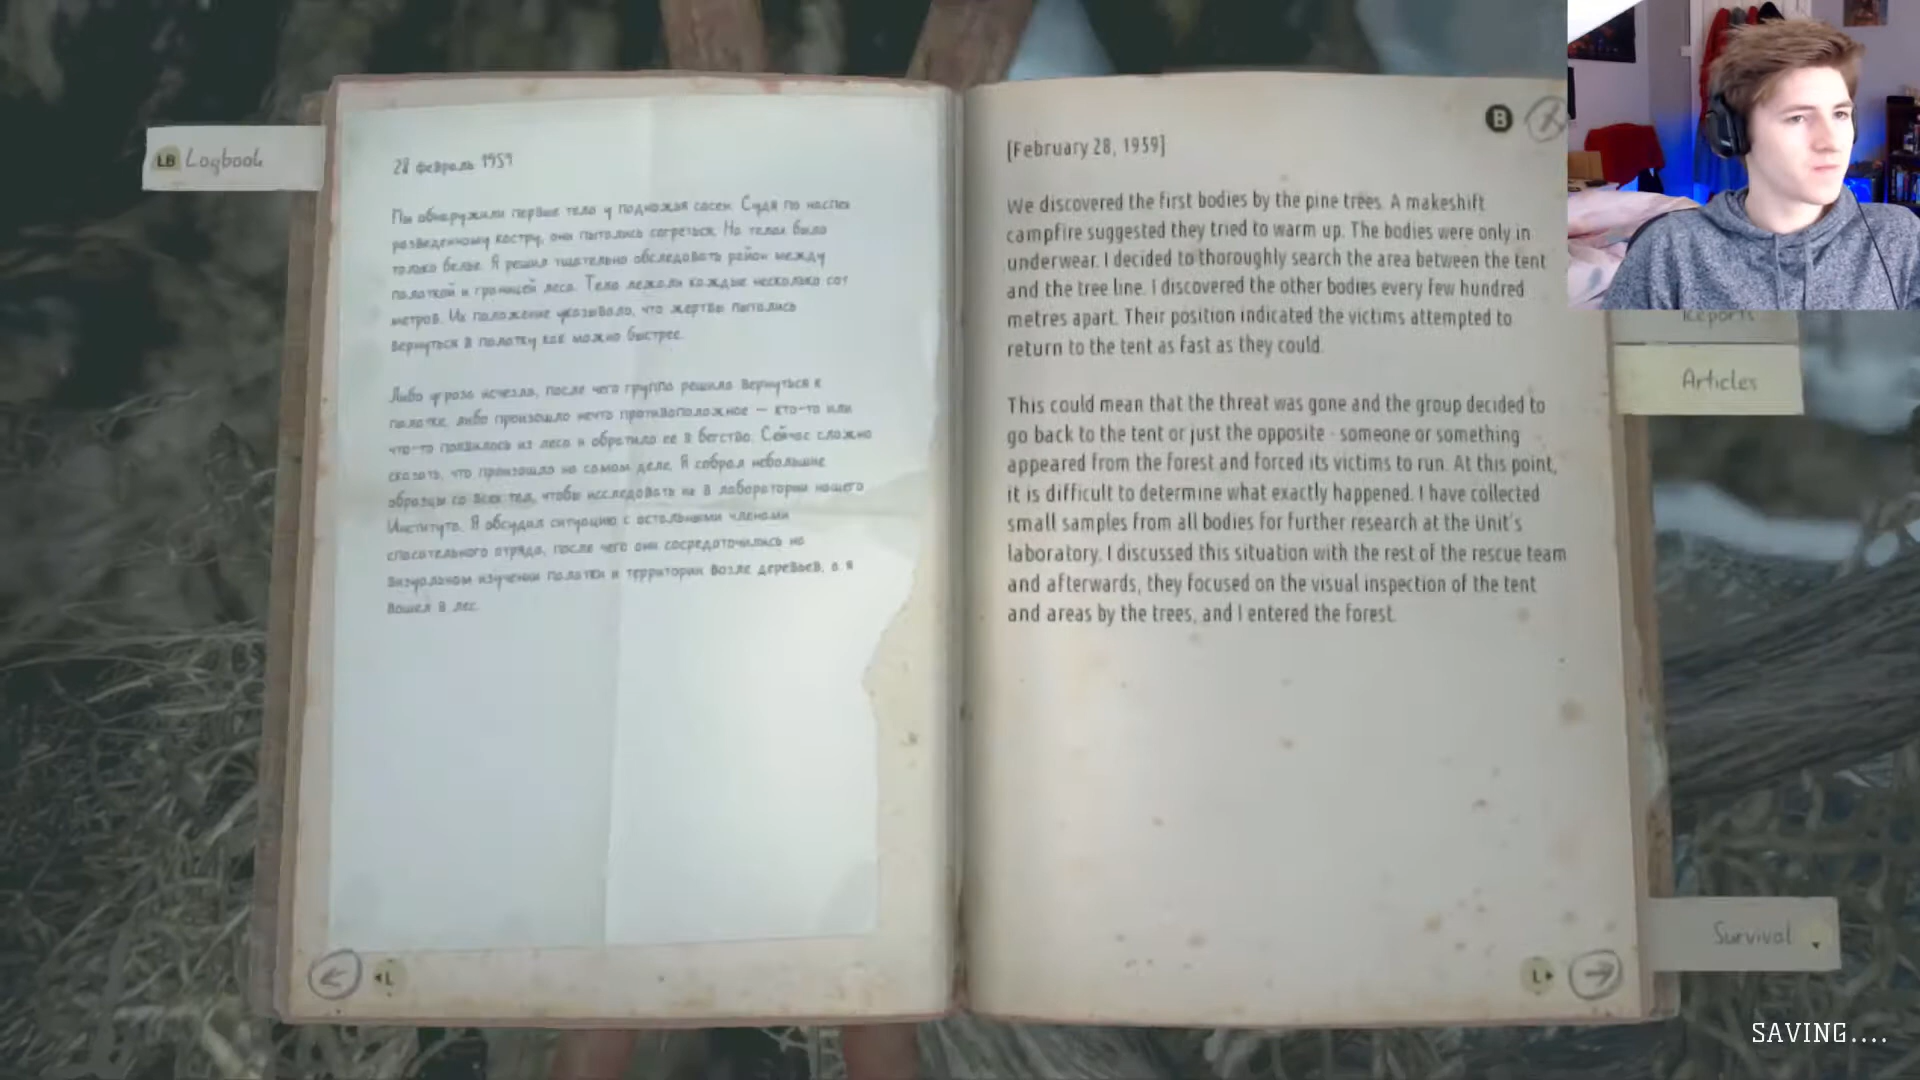 LB Logbook
28 февраль 1959
Мы обнаружили первые тела у подножья сосен. Судя по наспех
разведенному костру, они пытались согреться. На телах было
только белье. Я решил тщательно обследовать район между
палаткой и границей леса. Тела лежали каждые несколько сот
метров. Их положение указывало, что жертвы пытались
вернуться в палатку как можно быстрее.
Либо угроза исчезла, после чего группа решила вернуться к
палатке, либо произошло нечто противоположное – кто-то или
что-то появилось из леса и обратило ее в бегство. Сейчас сложно
сказать, что произошло на самом деле. Я собрал небольшие
образцы со всех тел, чтобы исследовать их в лаборатории нашего
Института. Я обсудил ситуацию с остальными членами
спасательного отряда, после чего они сосредоточились на
визуальном изучении палатки и территории возле деревьев, а я
вошел в лес.
L
B
[February 28, 1959]
We discovered the first bodies by the pine trees. A makeshift
campfire suggested they tried to warm up. The bodies were only in
underwear. I decided to thoroughly search the area between the tent
and the tree line. I discovered the other bodies every few hundred
metres apart. Their position indicated the victims attempted to
return to the tent as fast as they could.
This could mean that the threat was gone and the group decided to
go back to the tent or just the opposite - someone or something
appeared from the forest and forced its victims to run. At this point,
it is difficult to determine what exactly happened. I have collected
small samples from all bodies for further research at the Unit's
laboratory. I discussed this situation with the rest of the rescue team
and afterwards, they focused on the visual inspection of the tent
and areas by the trees, and I entered the forest.
L
Reports
Articles
Survival
SAVING....